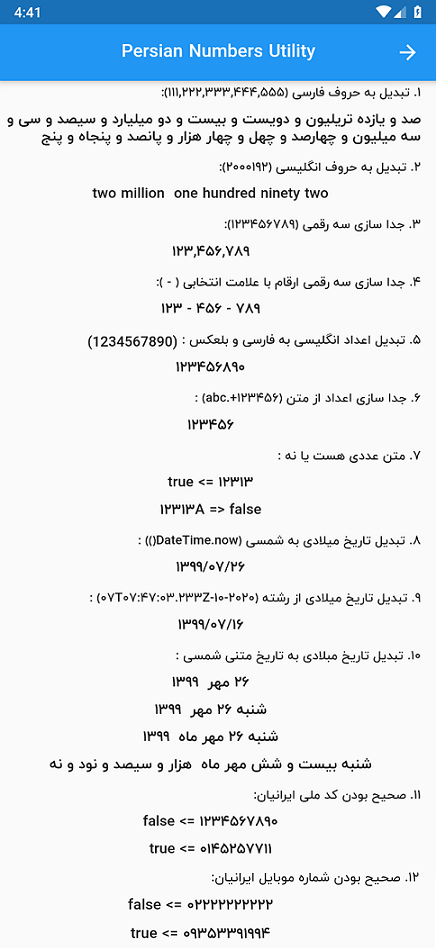 4:41
Persian Numbers Utility
۱. تبدیل به حروف فارسی (۱۱۱,۲۲۲,۳۳۳,۴۴۴,۵۵۵):
صد و یازده تریلیون و دویست و بیست و دو میلیارد و سیصد و سی و
سه میلیون و چهارصد و چهل و چهار هزار و پانصد و پنجاه و پنج
۲. تبدیل به حروف انگلیسی (۲۰۰۰۱۹۲):
two million  one hundred ninety two
۳. جدا سازی سه رقمی (۱۲۳۴۵۶۷۸۹):
۱۲۳,۴۵۶,۷۸۹
۴. جدا سازی سه رقمی ارقام با علامت انتخابی ( - ):
۱۲۳ - ۴۵۶ - ۷۸۹
۵. تبدیل اعداد انگلیسی به فارسی و بلعکس : (1234567890)
۱۲۳۴۵۶۸۹۰
۶. جدا سازی اعداد از متن (abc.+۱۲۳۴۵۶) :
۱۲۳۴۵۶
۷. متن عددی هست یا نه :
true <= ۱۲۳۱۳
۱۲۳۱۳A => false
۸. تبدیل تاریخ میلادی به شمسی (DateTime.now()) :
۱۳۹۹/۰۷/۲۶
۹. تبدیل تاریخ میلادی از رشته (۲۰۲۰-۱۰-۰۷T۰۷:۴۷:۰۳.۲۳۳Z) :
۱۳۹۹/۰۷/۱۶
۱۰. تبدیل تاریخ مبلادی به تاریخ متنی شمسی :
۲۶ مهر  ۱۳۹۹
شنبه ۲۶ مهر  ۱۳۹۹
شنبه ۲۶ مهر ماه  ۱۳۹۹
شنبه بیست و شش مهر ماه  هزار و سیصد و نود و نه
۱۱. صحیح بودن کد ملی ایرانیان:
false <= ۱۲۳۴۵۶۷۸۹۰
true <= ۰۱۴۵۲۵۷۷۱۱
۱۲. صحیح بودن شماره موبایل ایرانیان:
false <= ۰۲۲۲۲۲۲۲۲۲۲
true <= ۰۹۳۵۳۳۹۱۹۹۴